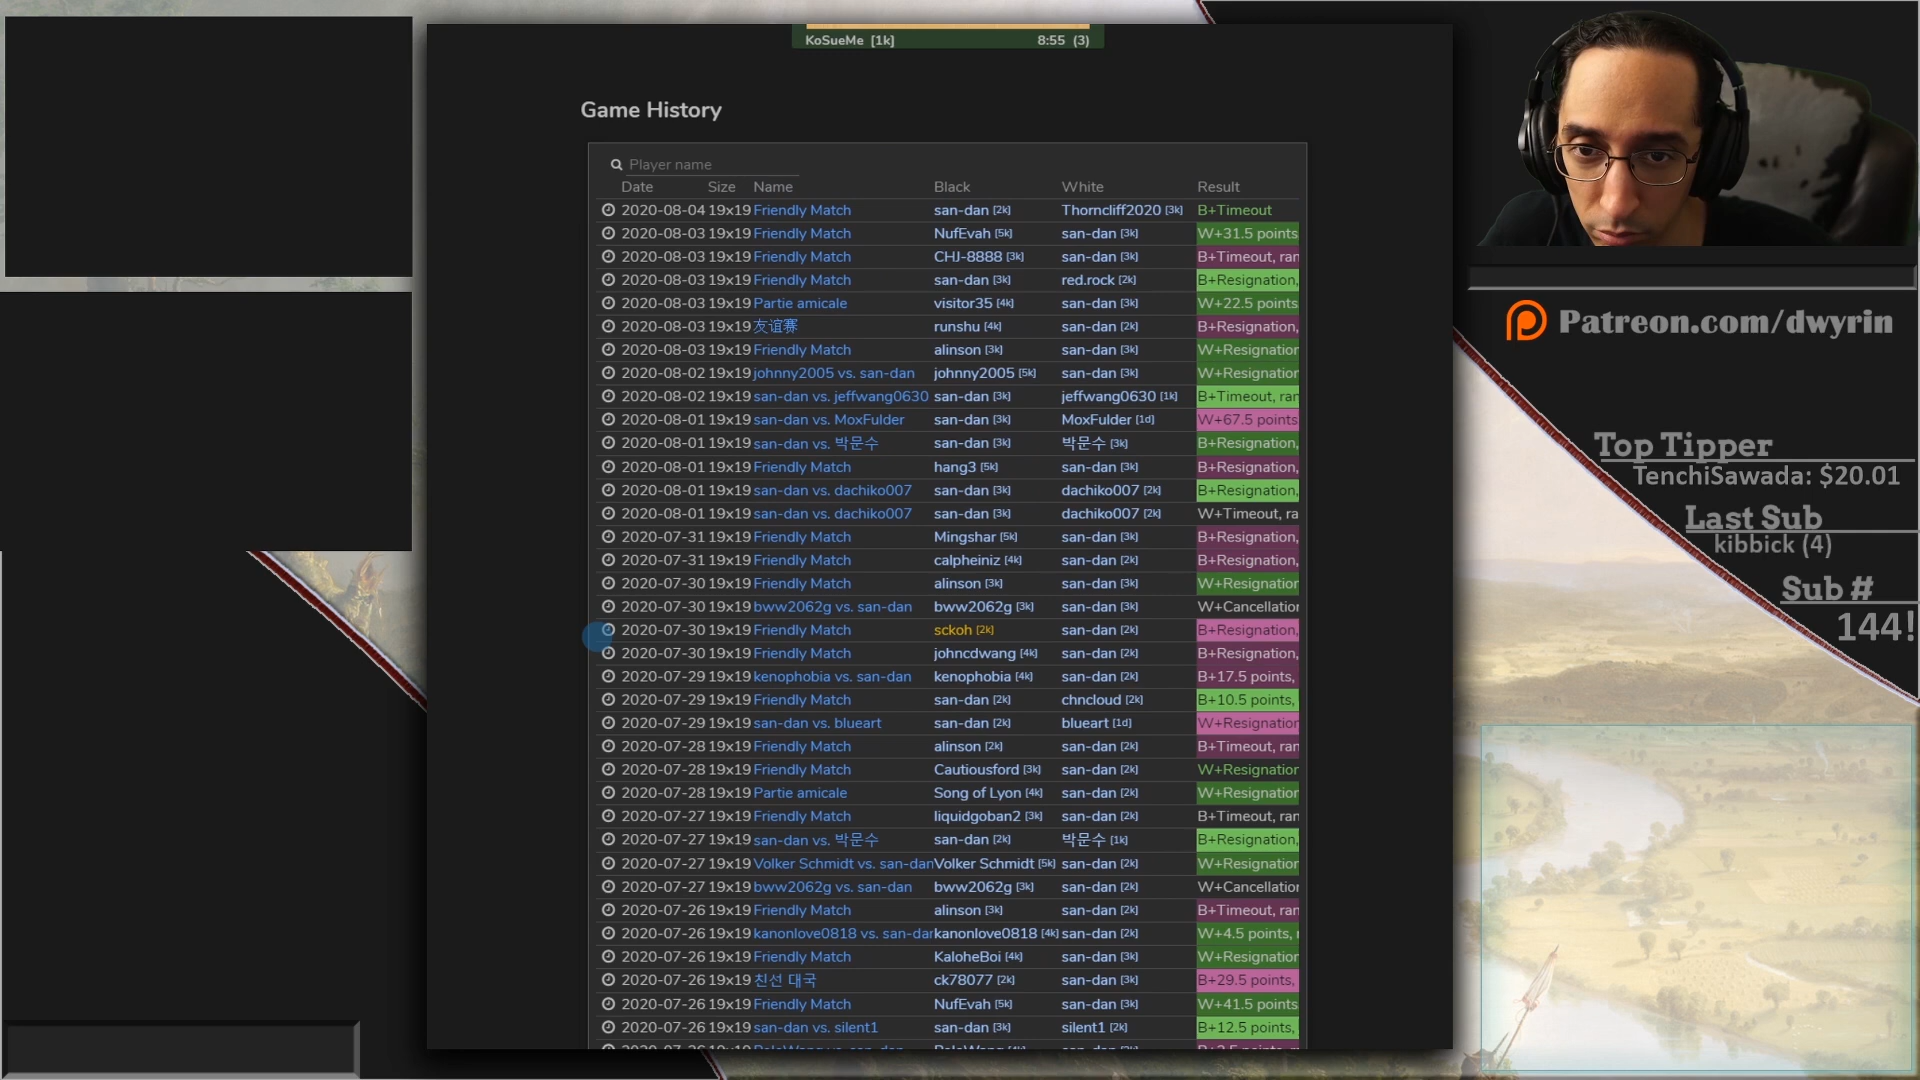 KoSueMe [1k] 8:55 (3)
Game History
Player name
Date Size Name Black White Result
2020-08-04 19x19 Friendly Match san-dan [2k] Thorncliff2020 [3k] B+Timeout
2020-08-03 19x19 Friendly Match NufEvah [5k] san-dan [3k] W+31.5 points
2020-08-03 19x19 Friendly Match CHJ-8888 [3k] san-dan [3k] B+Timeout, ran
2020-08-03 19x19 Friendly Match san-dan [3k] red.rock [2k] B+Resignation,
2020-08-03 19x19 Partie amicale visitor35 [4k] san-dan [3k] W+22.5 points
2020-08-03 19x19 友谊赛 runshu [4k] san-dan [2k] B+Resignation,
2020-08-03 19x19 Friendly Match alinson [3k] san-dan [3k] W+Resignation
2020-08-03 19x19 johnny2005 vs. san-dan johnny2005 [5k] san-dan [3k] W+Resignation
2020-08-02 19x19 san-dan vs. jeffwang0630 san-dan [3k] jeffwang0630 [1k] B+Timeout, ran
2020-08-01 19x19 san-dan vs. MoxFulder san-dan [3k] MoxFulder [1d] W+67.5 points
2020-08-01 19x19 san-dan vs. 박문수 san-dan [3k] 박문수 [3k] B+Resignation,
2020-08-01 19x19 Friendly Match hang3 [5k] san-dan [3k] B+Resignation,
2020-08-01 19x19 san-dan vs. dachiko007 san-dan [3k] dachiko007 [2k] B+Resignation,
2020-08-01 19x19 san-dan vs. dachiko007 san-dan [3k] dachiko007 [2k] W+Timeout, ra
2020-07-31 19x19 Friendly Match Mingshar [5k] san-dan [3k] B+Resignation,
2020-07-31 19x19 Friendly Match calpheiniz [4k] san-dan [2k] B+Resignation,
2020-07-30 19x19 Friendly Match alinson [3k] san-dan [3k] W+Resignation
2020-07-30 19x19 bww2062g vs. san-dan bww2062g [3k] san-dan [3k] W+Cancellation
2020-07-30 19x19 Friendly Match sckoh [2k] san-dan [2k] B+Resignation,
2020-07-30 19x19 Friendly Match johncdwang [4k] san-dan [2k] B+Resignation,
2020-07-29 19x19 kenophobia vs. san-dan kenophobia [4k] san-dan [2k] B+17.5 points,
2020-07-29 19x19 Friendly Match san-dan [2k] chncloud [2k] B+10.5 points,
2020-07-29 19x19 san-dan vs. blueart san-dan [2k] blueart [1d] W+Resignation
2020-07-28 19x19 Friendly Match alinson [2k] san-dan [2k] B+Timeout, ran
2020-07-28 19x19 Friendly Match Cautiousford [3k] san-dan [2k] W+Resignation
2020-07-28 19x19 Partie amicale Song of Lyon [4k] san-dan [2k] W+Resignation
2020-07-27 19x19 Friendly Match liquidgoban2 [3k] san-dan [2k] B+Timeout, ran
2020-07-27 19x19 san-dan vs. 박문수 san-dan [2k] 박문수 [1k] B+Resignation,
2020-07-27 19x19 Volker Schmidt vs. san-dan Volker Schmidt [5k] san-dan [2k] W+Resignation
2020-07-27 19x19 bww2062g vs. san-dan bww2062g [3k] san-dan [2k] W+Cancellation
2020-07-26 19x19 Friendly Match alinson [3k] san-dan [2k] B+Timeout, ran
2020-07-26 19x19 kanonlove0818 vs. san-dan kanonlove0818 [4k] san-dan [2k] W+4.5 points,
2020-07-26 19x19 Friendly Match KaloheBoi [4k] san-dan [3k] W+Resignation
2020-07-26 19x19 친선 대국 ck78077 [2k] san-dan [3k] B+29.5 points,
2020-07-26 19x19 Friendly Match NufEvah [5k] san-dan [3k] W+41.5 points
2020-07-26 19x19 san-dan vs. silent1 san-dan [3k] silent1 [2k] B+12.5 points,
Patreon.com/dwyrin
Top Tipper
TenchiSawada: $20.01
Last Sub
kibbick (4)
Sub #
144!